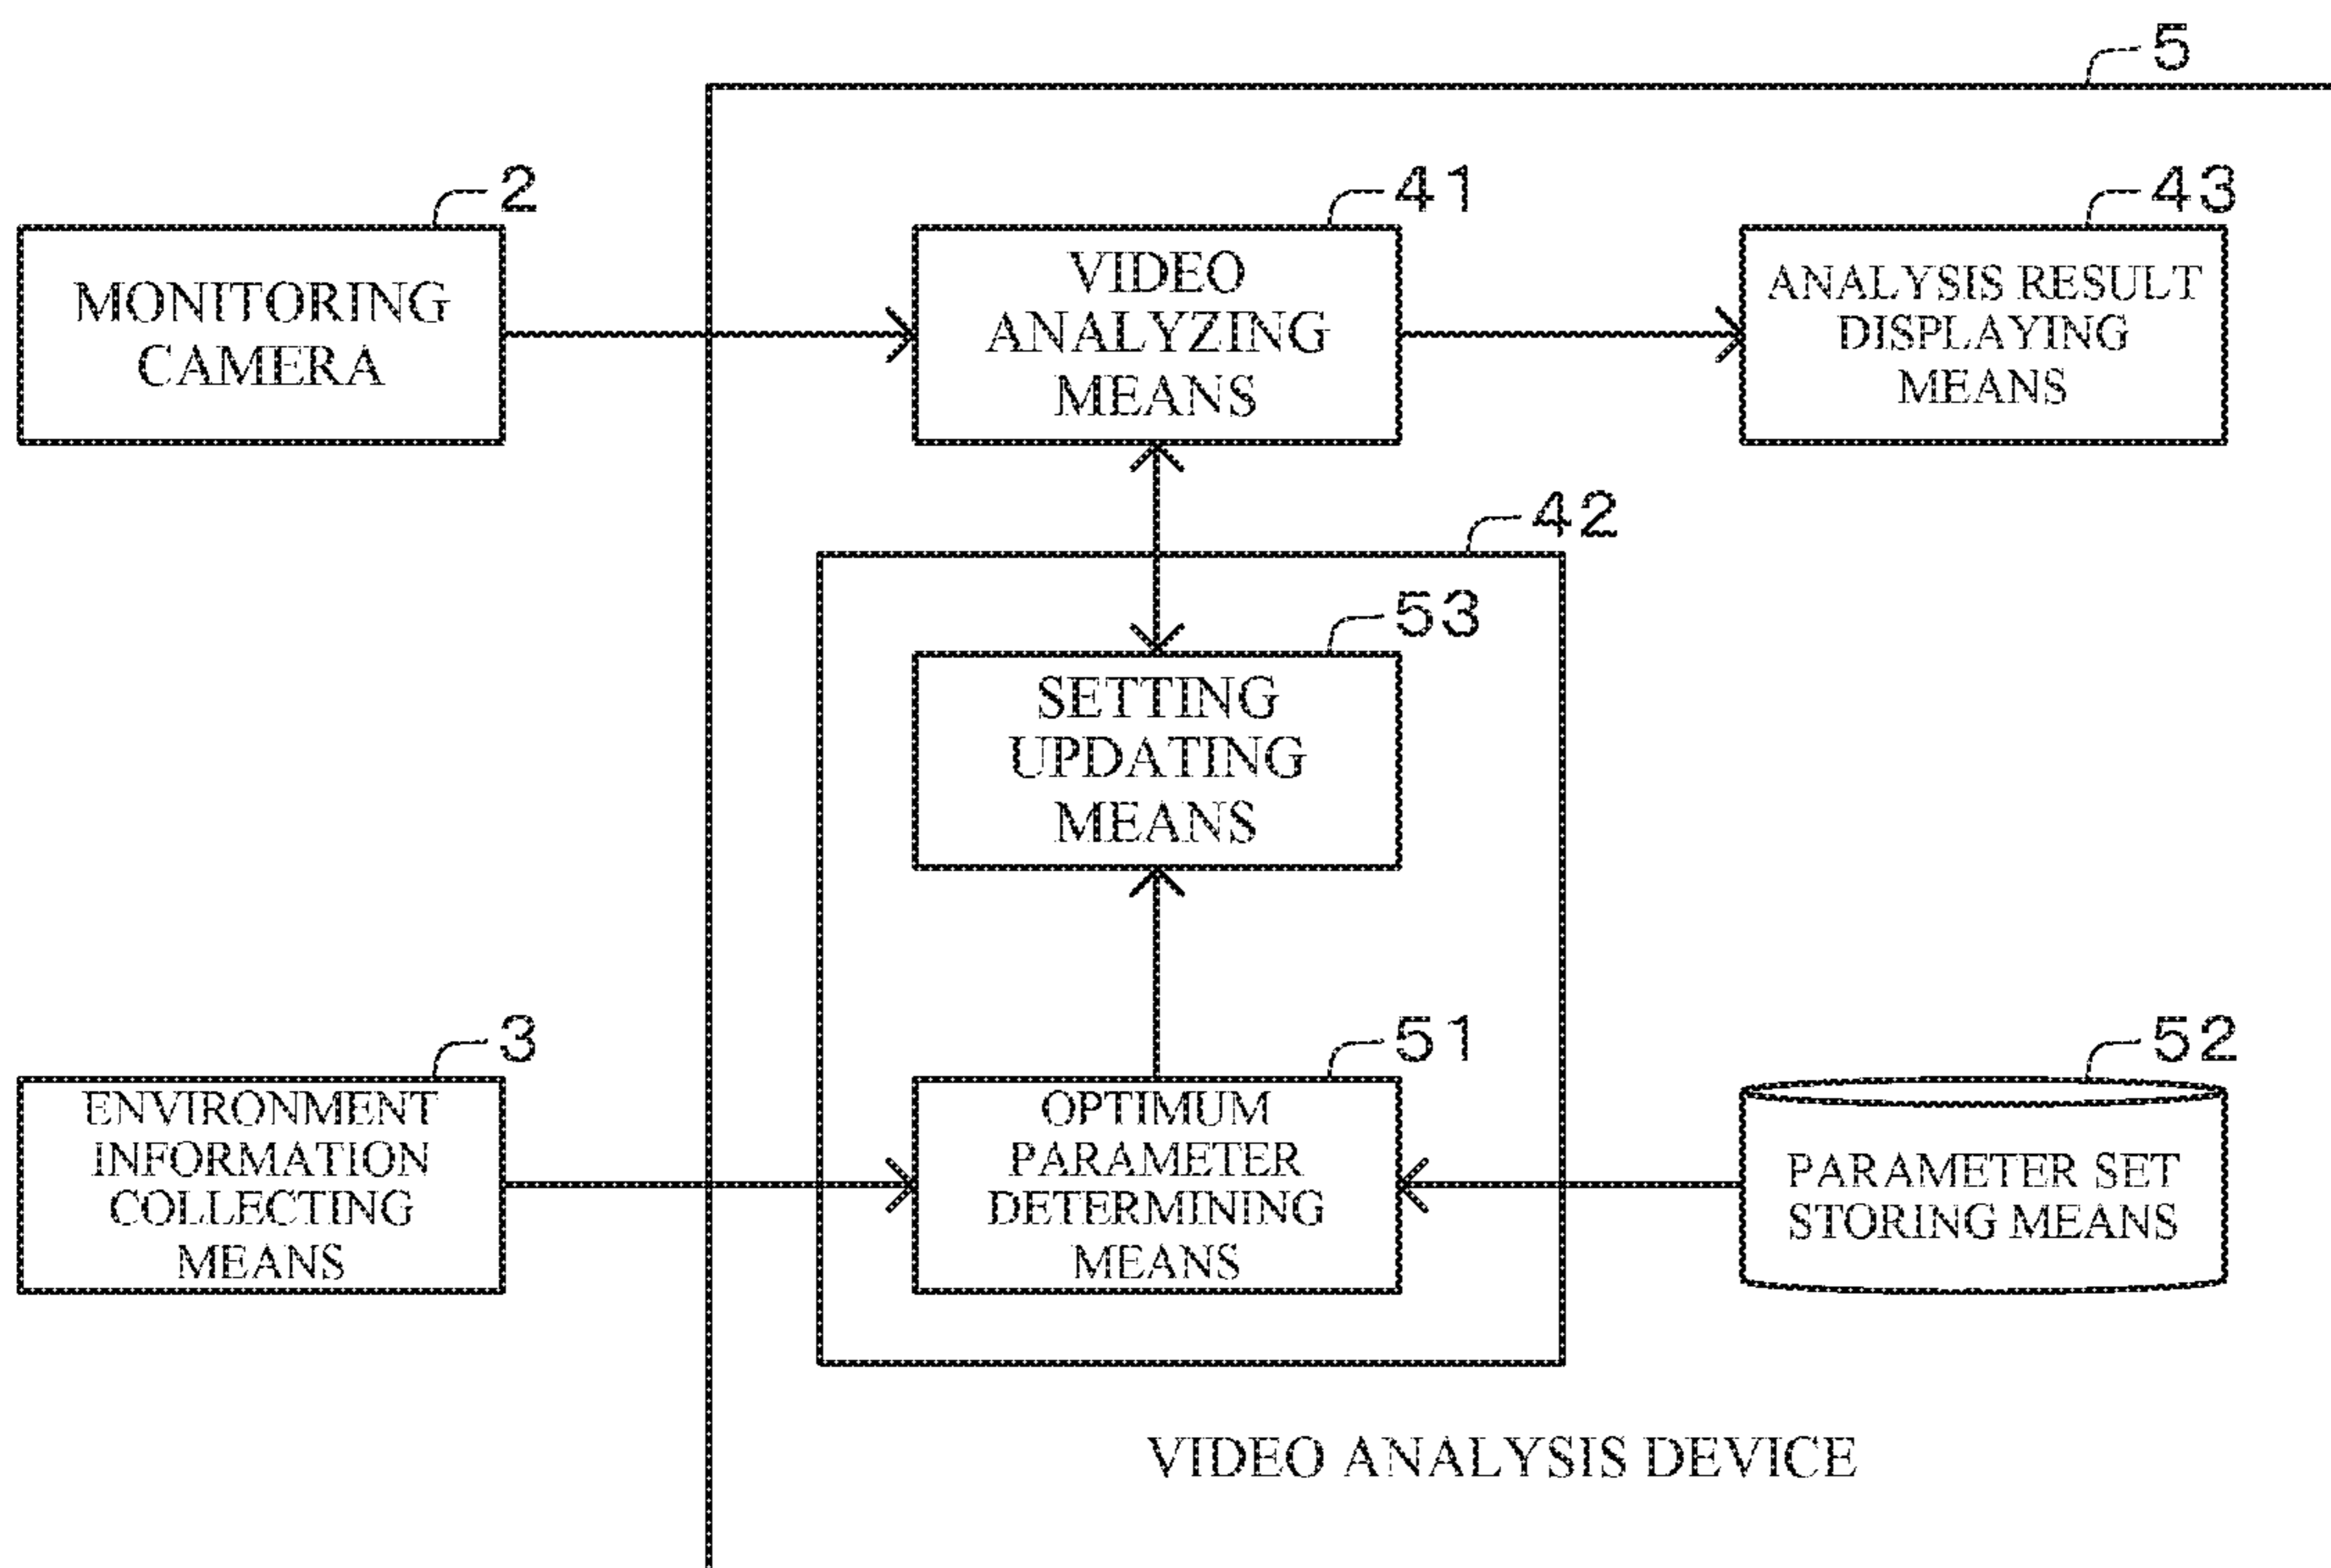 5
2
MONITORING
CAMERA
41
VIDEO
ANALYZING
MEANS
43
ANALYSIS RESULT
DISPLAYING
MEANS
42
53
SETTING
UPDATING
MEANS
3
ENVIRONMENT
INFORMATION
COLLECTING
MEANS
51
OPTIMUM
PARAMETER
DETERMINING
MEANS
52
PARAMETER SET
STORING MEANS
VIDEO ANALYSIS DEVICE